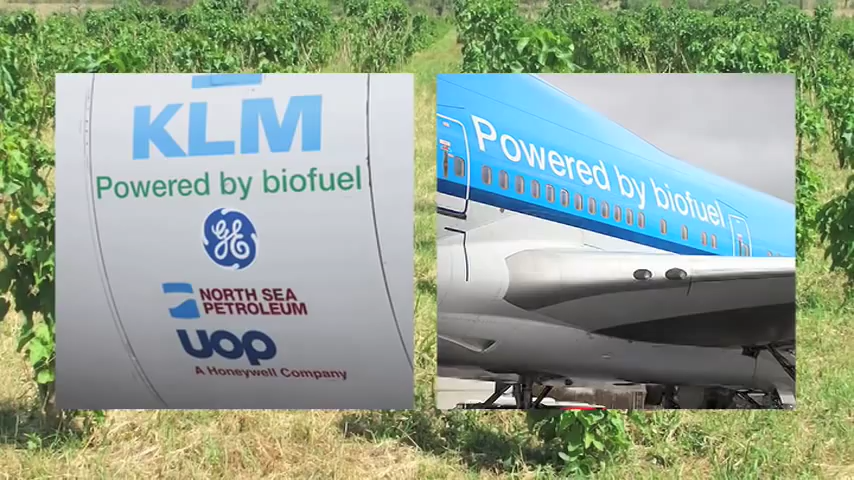 KLM
Powered by biofuel
GE
NORTH SEA
PETROLEUM
uop
A Honeywell Company
Powered by biofuel